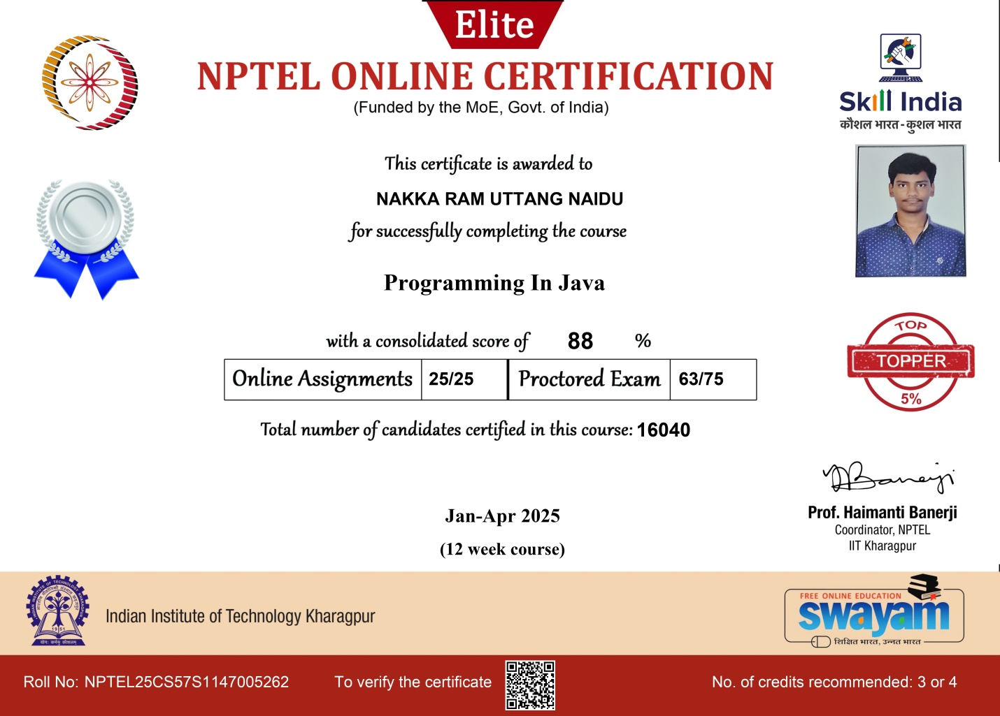 Elite
NPTEL ONLINE CERTIFICATION
(Funded by the MoE, Govt. of India)
Skill India
कौशल भारत - कुशल भारत
This certificate is awarded to
NAKKA RAM UTTANG NAIDU
for successfully completing the course
Programming In Java
with a consolidated score of 88 %
Online Assignments 25/25 Proctored Exam 63/75
TOP
TOPPER
5%
Total number of candidates certified in this course: 16040
Jan-Apr 2025
(12 week course)
Prof. Haimanti Banerji
Coordinator, NPTEL
IIT Kharagpur
Indian Institute of Technology Kharagpur
1951
योगः कर्मसु कौशलम्
FREE ONLINE EDUCATION
swayam
शिक्षित भारत, उन्नत भारत
Roll No: NPTEL25CS57S1147005262
To verify the certificate
No. of credits recommended: 3 or 4